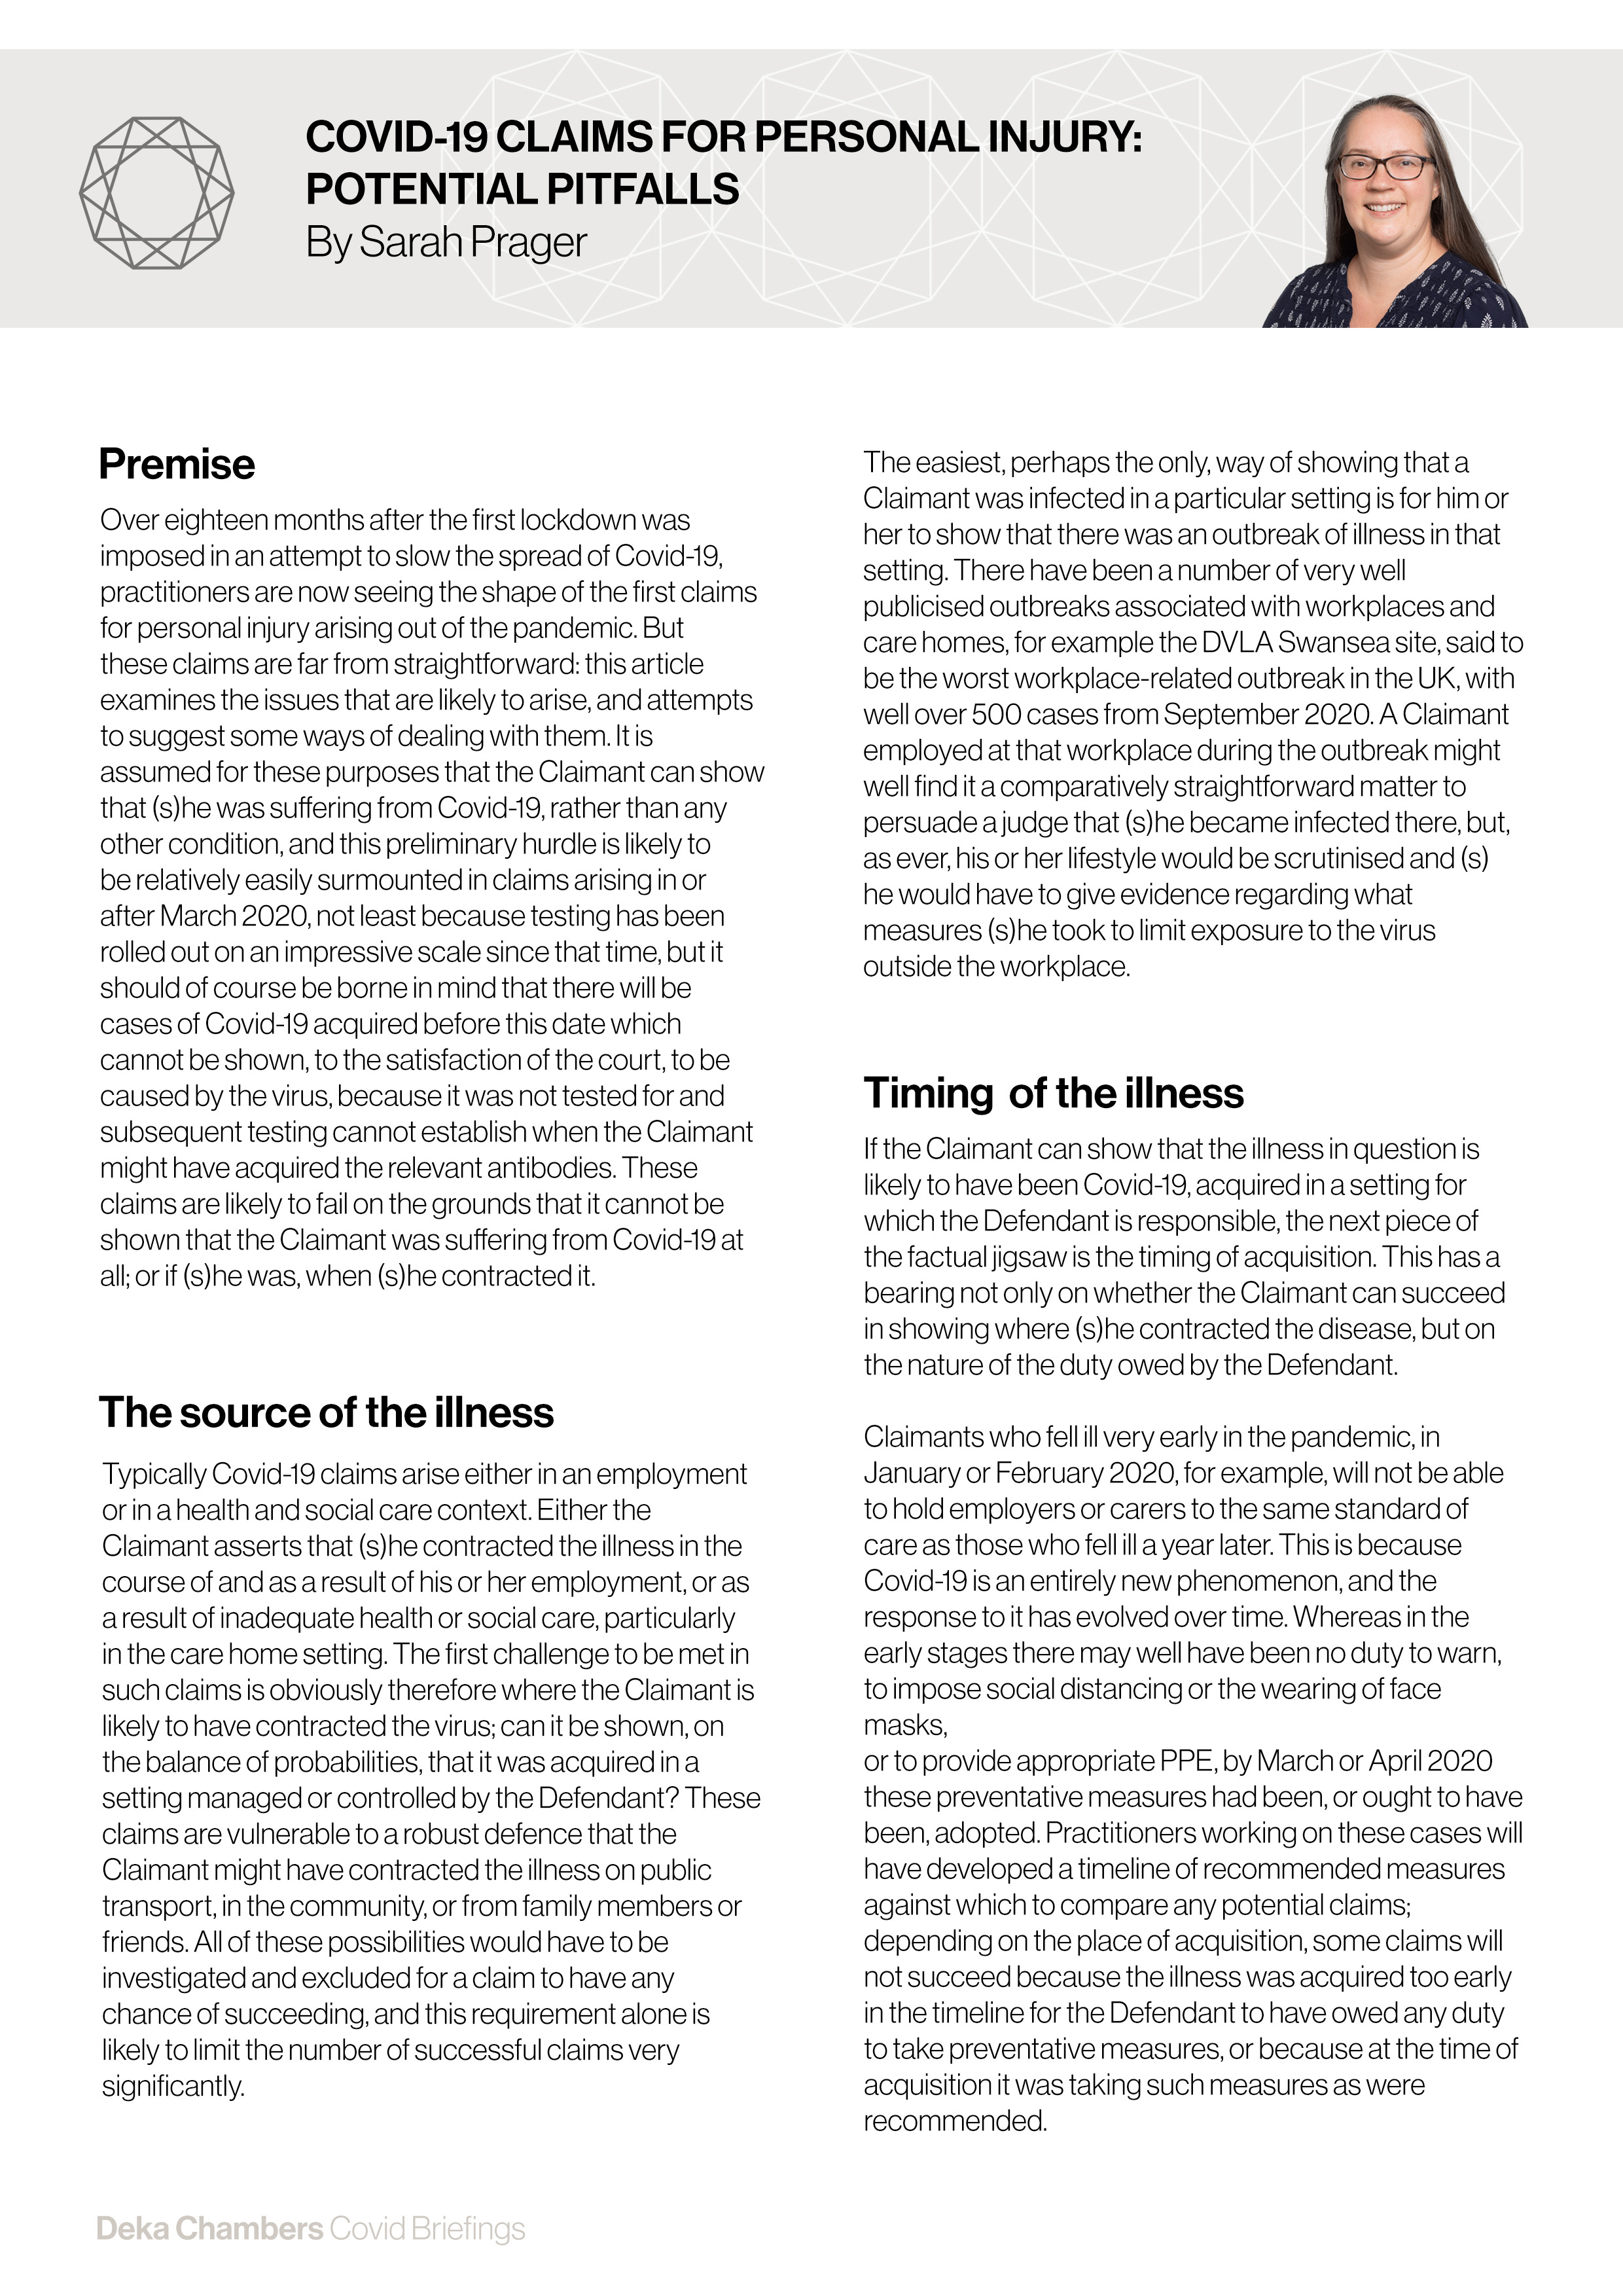 COVID-19 CLAIMS FOR PERSONAL INJURY:
POTENTIAL PITFALLS
By Sarah Prager
Premise
Over eighteen months after the first lockdown was
imposed in an attempt to slow the spread of Covid-19,
practitioners are now seeing the shape of the first claims
for personal injury arising out of the pandemic. But
these claims are far from straightforward: this article
examines the issues that are likely to arise, and attempts
to suggest some ways of dealing with them. It is
assumed for these purposes that the Claimant can show
that (s)he was suffering from Covid-19, rather than any
other condition, and this preliminary hurdle is likely to
be relatively easily surmounted in claims arising in or
after March 2020, not least because testing has been
rolled out on an impressive scale since that time, but it
should of course be borne in mind that there will be
cases of Covid-19 acquired before this date which
cannot be shown, to the satisfaction of the court, to be
caused by the virus, because it was not tested for and
subsequent testing cannot establish when the Claimant
might have acquired the relevant antibodies. These
claims are likely to fail on the grounds that it cannot be
shown that the Claimant was suffering from Covid-19 at
all; or if (s)he was, when (s)he contracted it.
The source of the illness
Typically Covid-19 claims arise either in an employment
or in a health and social care context. Either the
Claimant asserts that (s)he contracted the illness in the
course of and as a result of his or her employment, or as
a result of inadequate health or social care, particularly
in the care home setting. The first challenge to be met in
such claims is obviously therefore where the Claimant is
likely to have contracted the virus; can it be shown, on
the balance of probabilities, that it was acquired in a
setting managed or controlled by the Defendant? These
claims are vulnerable to a robust defence that the
Claimant might have contracted the illness on public
transport, in the community, or from family members or
friends. All of these possibilities would have to be
investigated and excluded for a claim to have any
chance of succeeding, and this requirement alone is
likely to limit the number of successful claims very
significantly.
The easiest, perhaps the only, way of showing that a
Claimant was infected in a particular setting is for him or
her to show that there was an outbreak of illness in that
setting. There have been a number of very well
publicised outbreaks associated with workplaces and
care homes, for example the DVLA Swansea site, said to
be the worst workplace-related outbreak in the UK, with
well over 500 cases from September 2020. A Claimant
employed at that workplace during the outbreak might
well find it a comparatively straightforward matter to
persuade a judge that (s)he became infected there, but,
as ever, his or her lifestyle would be scrutinised and (s)
he would have to give evidence regarding what
measures (s)he took to limit exposure to the virus
outside the workplace.
Timing  of the illness
If the Claimant can show that the illness in question is
likely to have been Covid-19, acquired in a setting for
which the Defendant is responsible, the next piece of
the factual jigsaw is the timing of acquisition. This has a
bearing not only on whether the Claimant can succeed
in showing where (s)he contracted the disease, but on
the nature of the duty owed by the Defendant.
Claimants who fell ill very early in the pandemic, in
January or February 2020, for example, will not be able
to hold employers or carers to the same standard of
care as those who fell ill a year later. This is because
Covid-19 is an entirely new phenomenon, and the
response to it has evolved over time. Whereas in the
early stages there may well have been no duty to warn,
to impose social distancing or the wearing of face
masks,
or to provide appropriate PPE, by March or April 2020
these preventative measures had been, or ought to have
been, adopted. Practitioners working on these cases will
have developed a timeline of recommended measures
against which to compare any potential claims;
depending on the place of acquisition, some claims will
not succeed because the illness was acquired too early
in the timeline for the Defendant to have owed any duty
to take preventative measures, or because at the time of
acquisition it was taking such measures as were
recommended.
Deka Chambers Covid Briefings